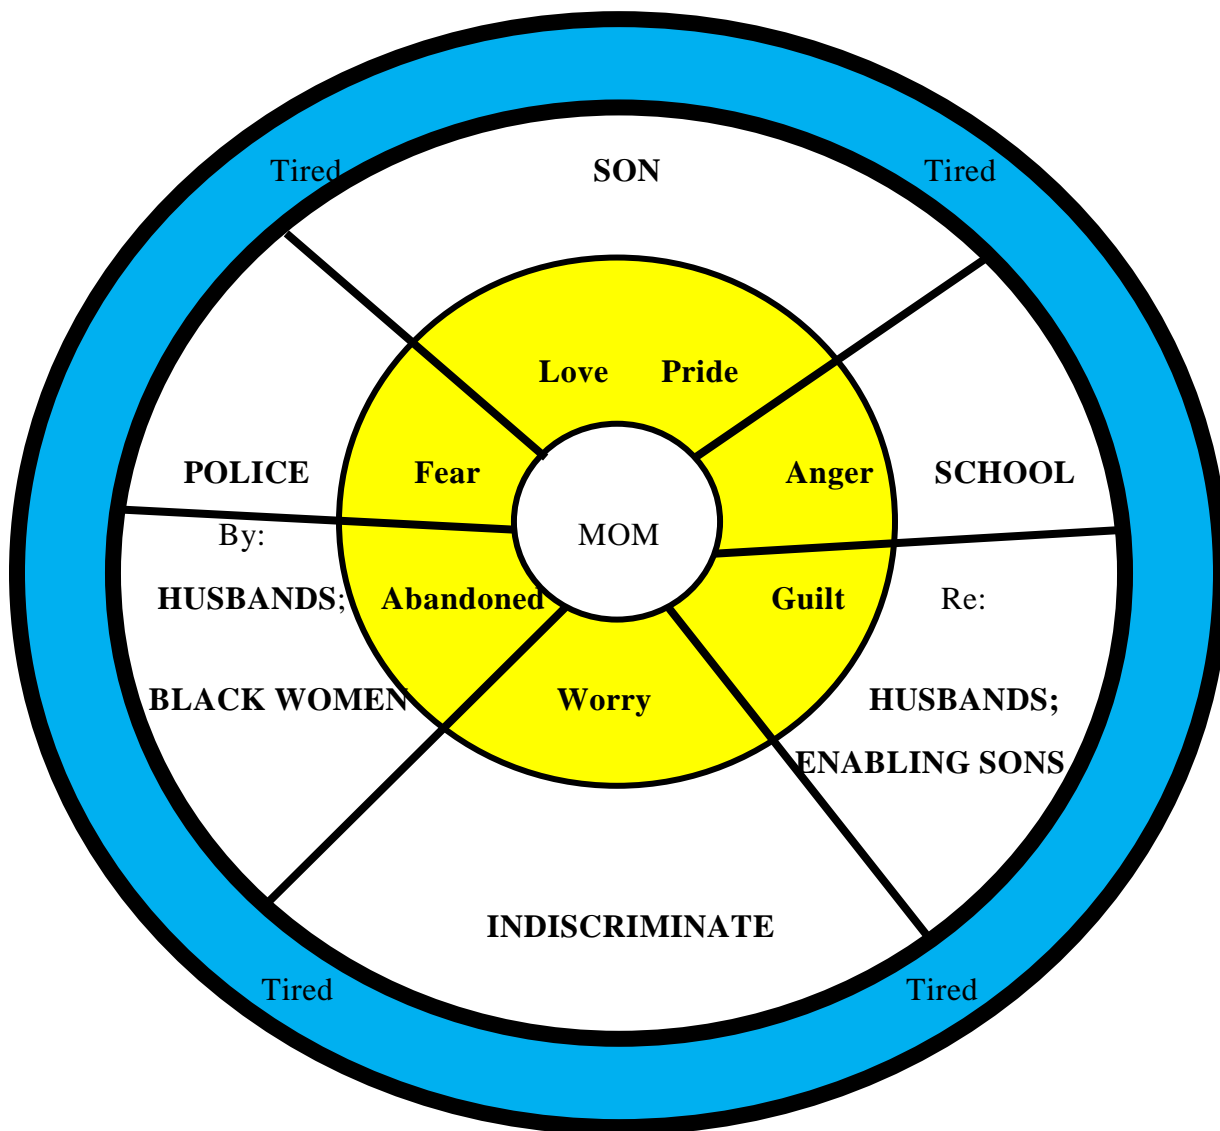 Tired SON Tired
Love Pride
POLICE Fear Anger SCHOOL
By: MOM
HUSBANDS; Abandoned Guilt Re:
BLACK WOMEN Worry HUSBANDS;
ENABLING SONS
INDISCRIMINATE
Tired Tired